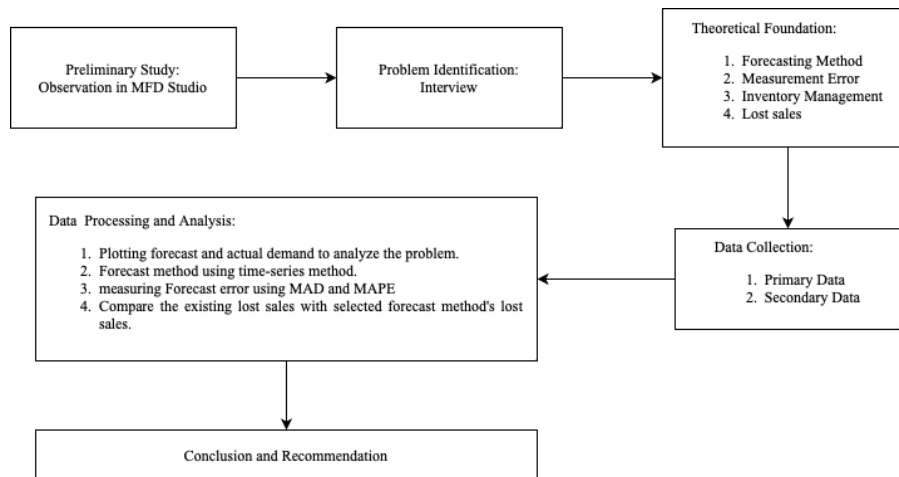 Preliminary Study:
Observation in MFD Studio
Problem Identification:
Interview
Theoretical Foundation:
1. Forecasting Method
2. Measurement Error
3. Inventory Management
4. Lost sales
Data Collection:
1. Primary Data
2. Secondary Data
Data Processing and Analysis:
1. Plotting forecast and actual demand to analyze the problem.
2. Forecast method using time-series method.
3. measuring Forecast error using MAD and MAPE
4. Compare the existing lost sales with selected forecast method's lost
sales.
Conclusion and Recommendation